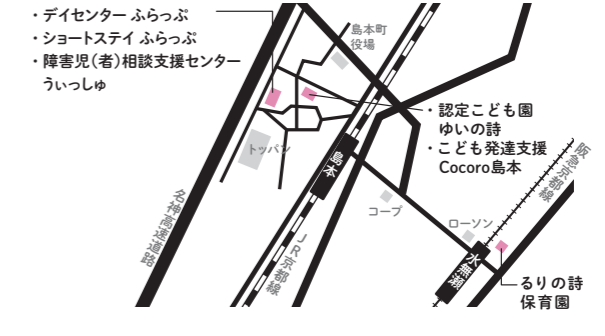 ・デイセンター ふらっぷ
・ショートステイ ふらっぷ
・障害児(者)相談支援センター
うぃっしゅ
島本町
役場
・認定こども園
ゆいの詩
・こども発達支援
Cocoro島本
トッパン
島本
阪急京都線
名神高速道路
コープ
ローソン
JR京都線
水無瀬
るりの詩
保育園